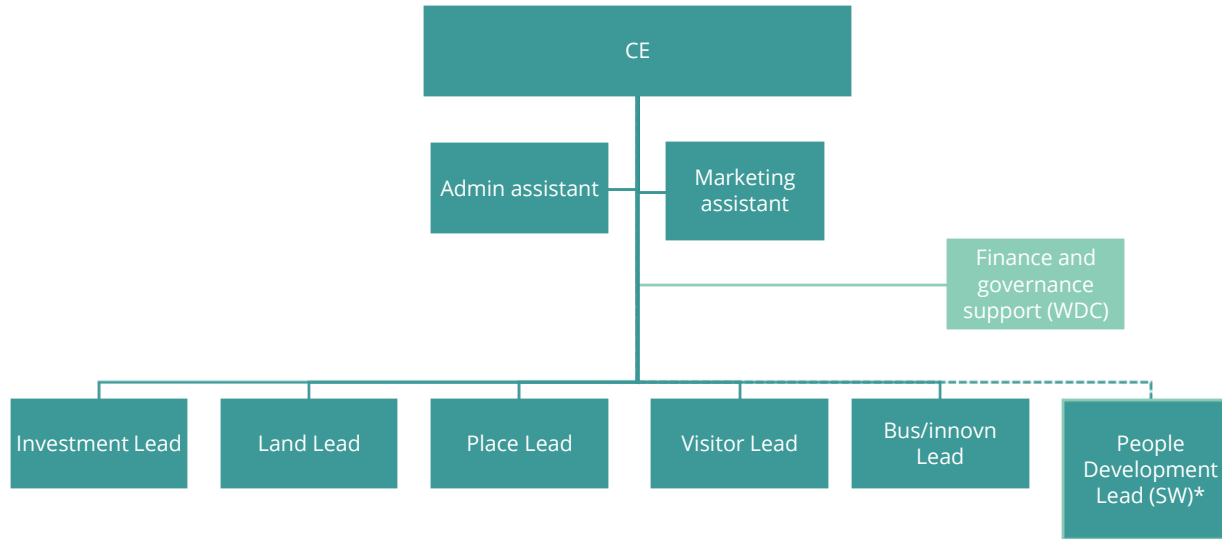 CE
Admin assistant
Marketing
assistant
Finance and
governance
support (WDC)
Investment Lead
Land Lead
Place Lead
Visitor Lead
Bus/innovn
Lead
People
Development
Lead (SW)*